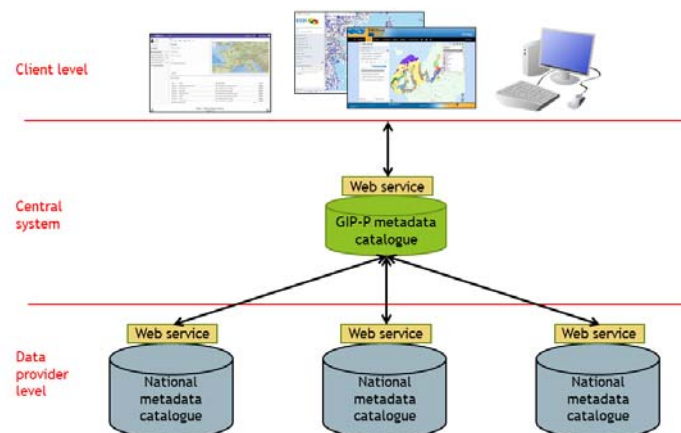 Client level
Central
system
Web service
GIP-P metadata
catalogue
Web service
Web service
Web service
Data
provider
level
National
metadata
catalogue
National
metadata
catalogue
National
metadata
catalogue